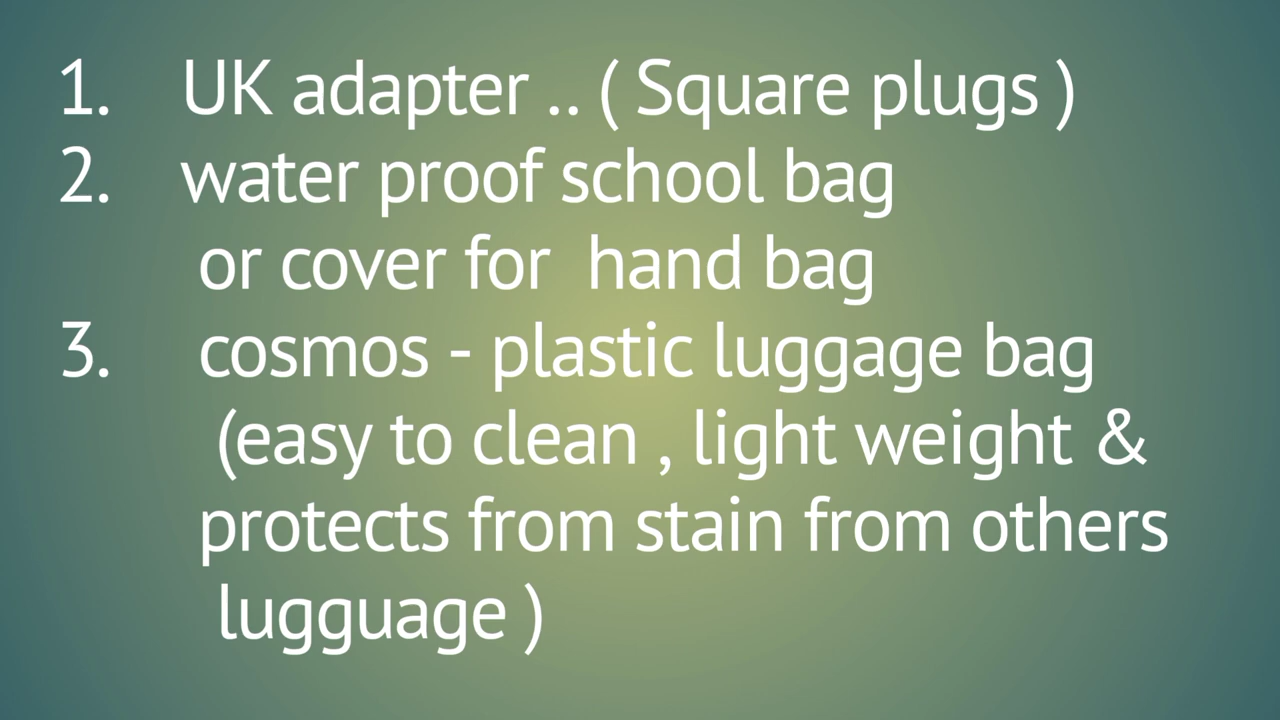 1. UK adapter .. ( Square plugs )
2. water proof school bag
or cover for hand bag
3. cosmos - plastic luggage bag
(easy to clean , light weight &
protects from stain from others
lugguage )